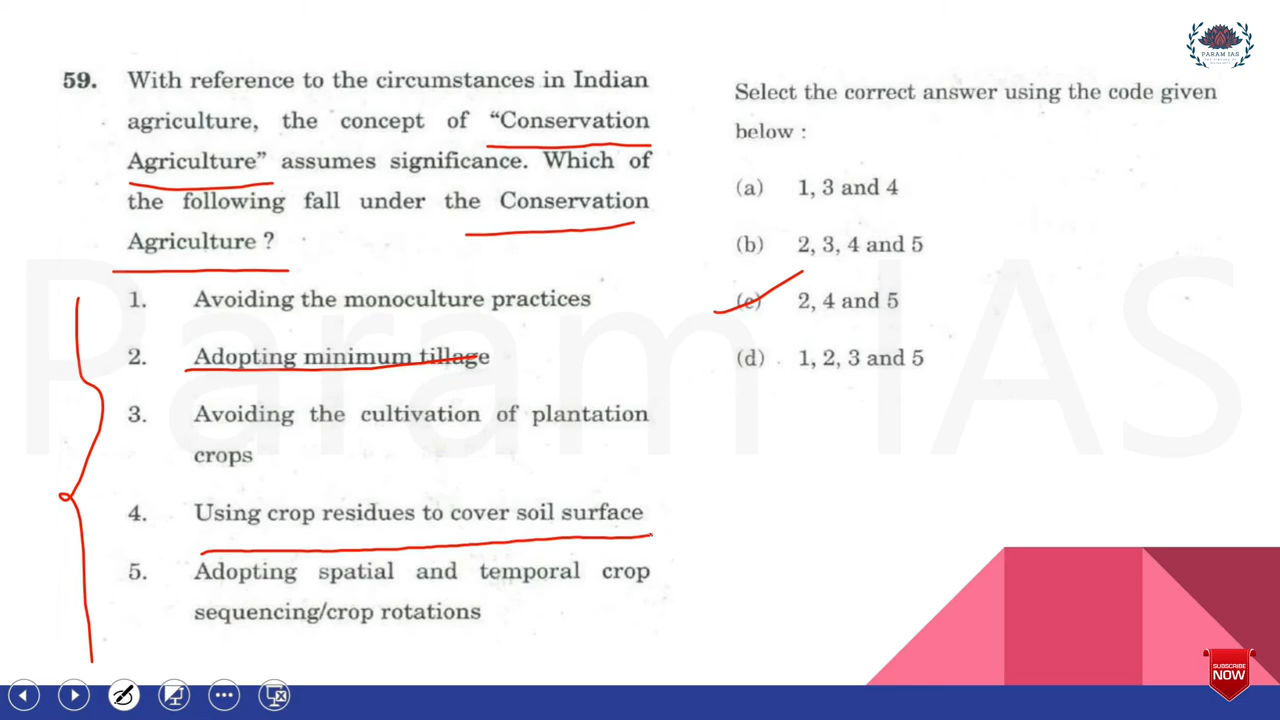 PARAM IAS
59. With reference to the circumstances in Indian
agriculture, the concept of “Conservation
Agriculture” assumes significance. Which of
the following fall under the Conservation
Agriculture ?
1. Avoiding the monoculture practices
2. Adopting minimum tillage
3. Avoiding the cultivation of plantation
crops
4. Using crop residues to cover soil surface
5. Adopting spatial and temporal crop
sequencing/crop rotations
Select the correct answer using the code given
below :
(a) 1, 3 and 4
(b) 2, 3, 4 and 5
(c) 2, 4 and 5
(d) 1, 2, 3 and 5
Param IAS
SUBSCRIBE
NOW